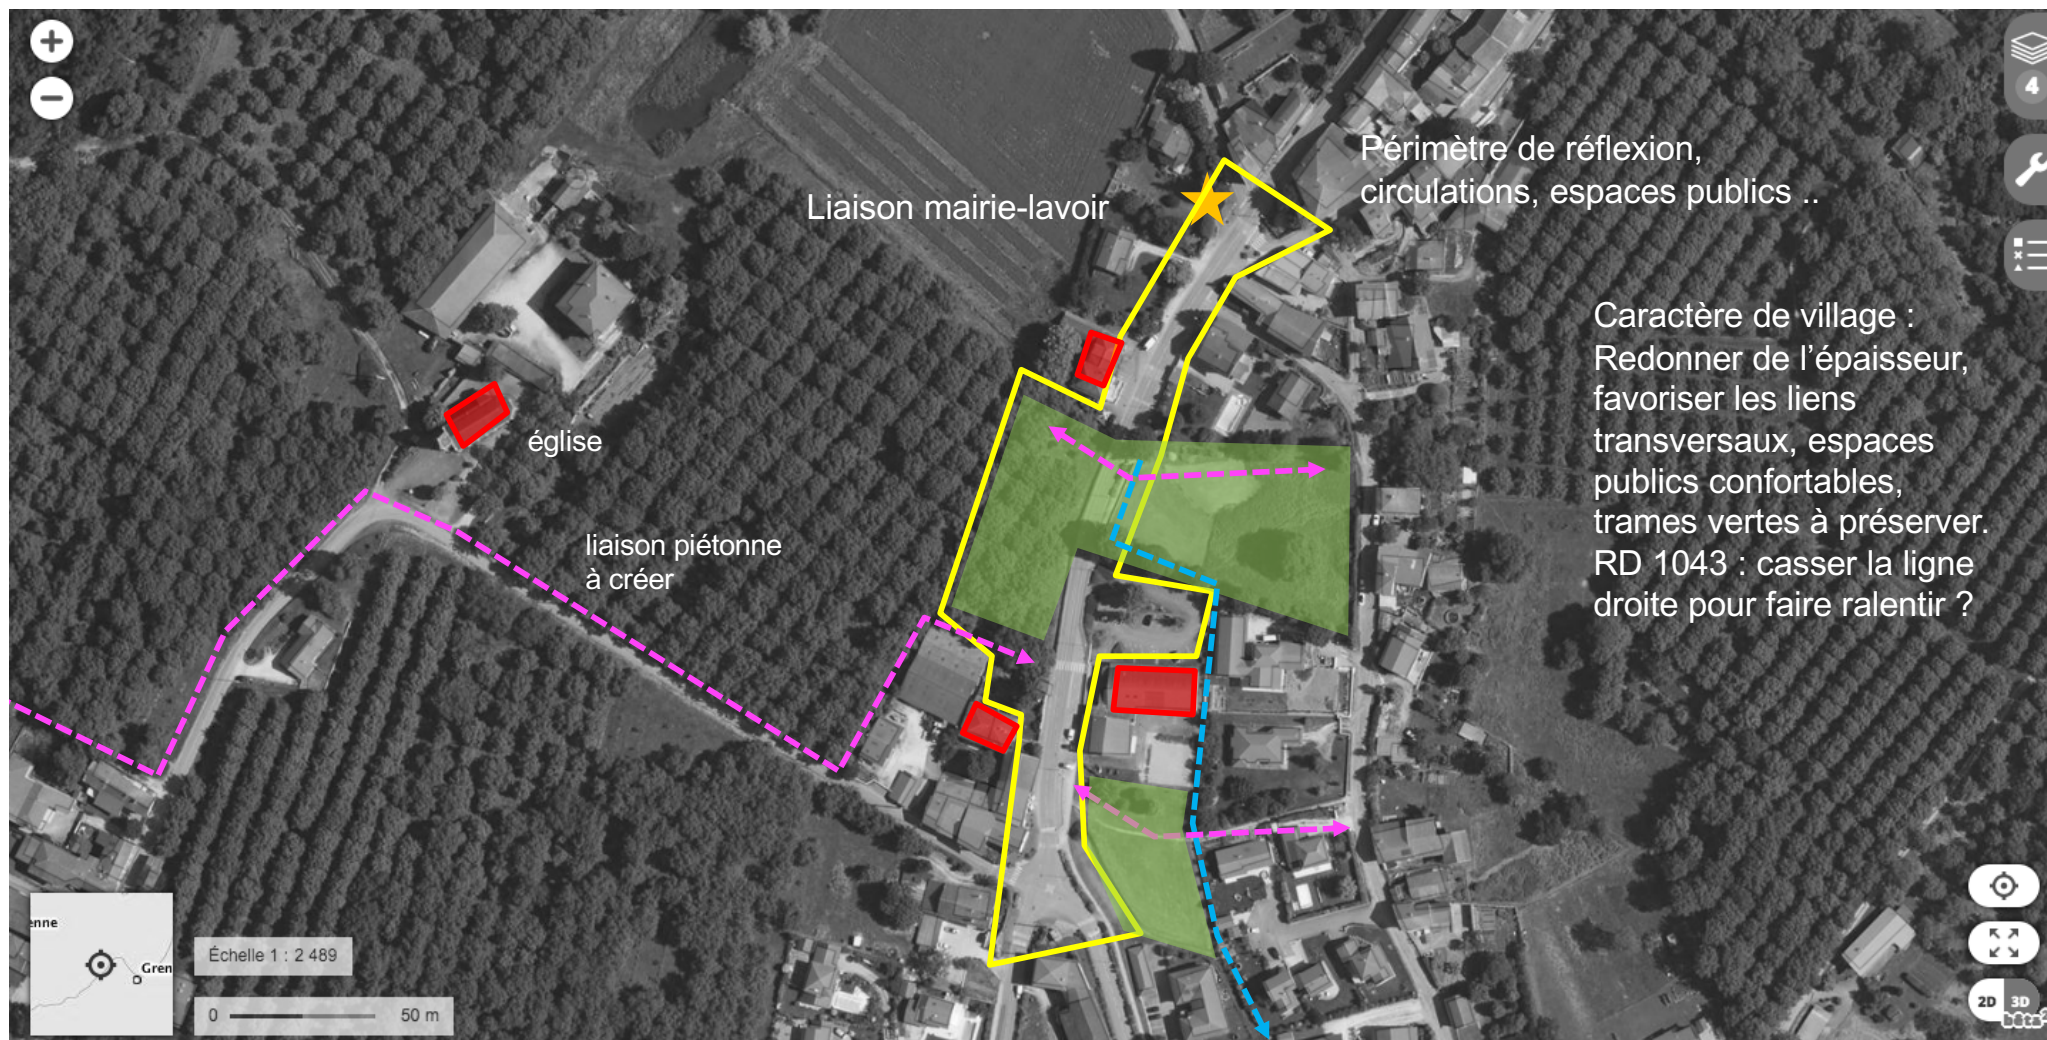 4
Périmètre de réflexion,
circulations, espaces publics ..
Liaison mairie-lavoir
Caractère de village :
Redonner de l’épaisseur,
favoriser les liens
transversaux, espaces
publics confortables,
trames vertes à préserver.
RD 1043 : casser la ligne
droite pour faire ralentir ?
église
liaison piétonne
à créer
enne
Gren
Échelle 1 : 2 489
0 50 m
2D 3D